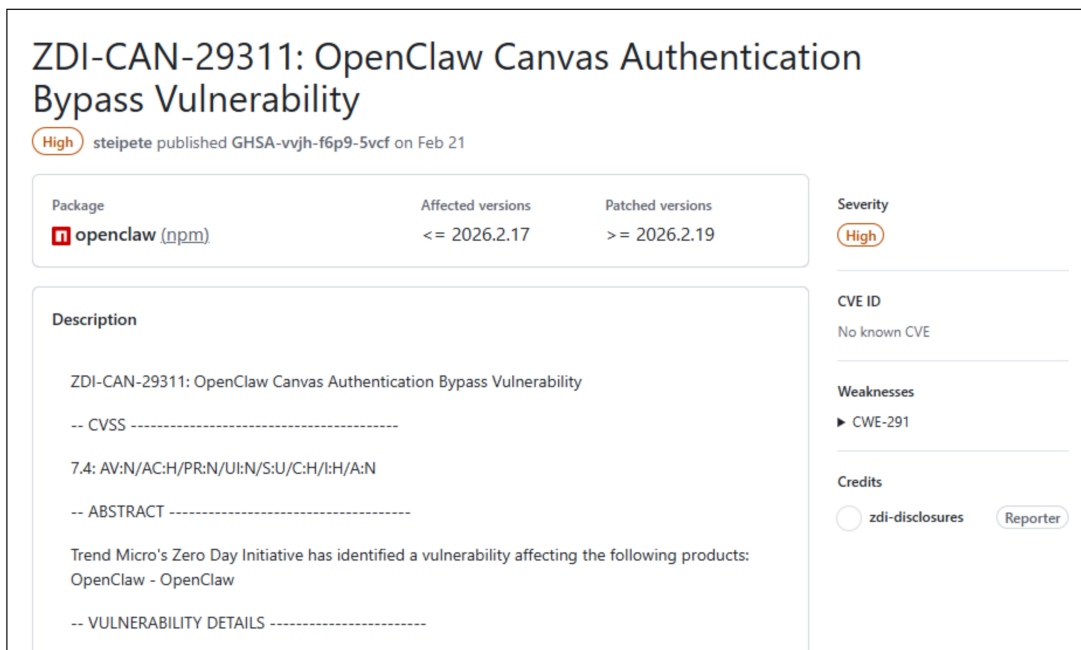 ZDI-CAN-29311: OpenClaw Canvas Authentication
Bypass Vulnerability
High steipete published GHSA-vvjh-f6p9-5vcf on Feb 21
Package
openclaw (npm)
Affected versions
<= 2026.2.17
Patched versions
>= 2026.2.19
Description
ZDI-CAN-29311: OpenClaw Canvas Authentication Bypass Vulnerability
-- CVSS -----------------------------------------
7.4: AV:N/AC:H/PR:N/UI:N/S:U/C:H/I:H/A:N
-- ABSTRACT -------------------------------------
Trend Micro's Zero Day Initiative has identified a vulnerability affecting the following products:
OpenClaw - OpenClaw
-- VULNERABILITY DETAILS ------------------------
Severity
High
CVE ID
No known CVE
Weaknesses
CWE-291
Credits
zdi-disclosures Reporter